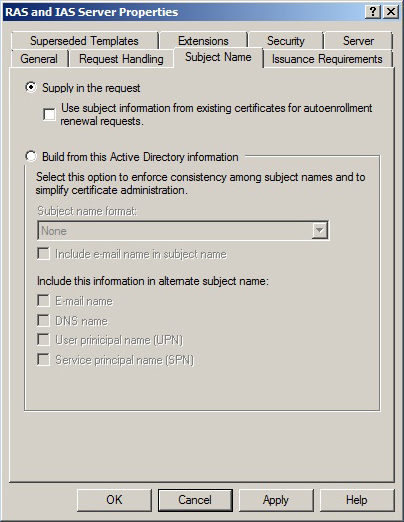 RAS and IAS Server Properties
Superseded Templates
Extensions
Security
Server
General
Request Handling
Subject Name
Issuance Requirements
Supply in the request
Use subject information from existing certificates for autoenrollment
renewal requests.
Build from this Active Directory information
Select this option to enforce consistency among subject names and to
simplify certificate administration.
Subject name format:
None
Include e-mail name in subject name
Include this information in alternate subject name:
E-mail name
DNS name
User prinicipal name (UPN)
Service principal name (SPN)
OK
Cancel
Apply
Help